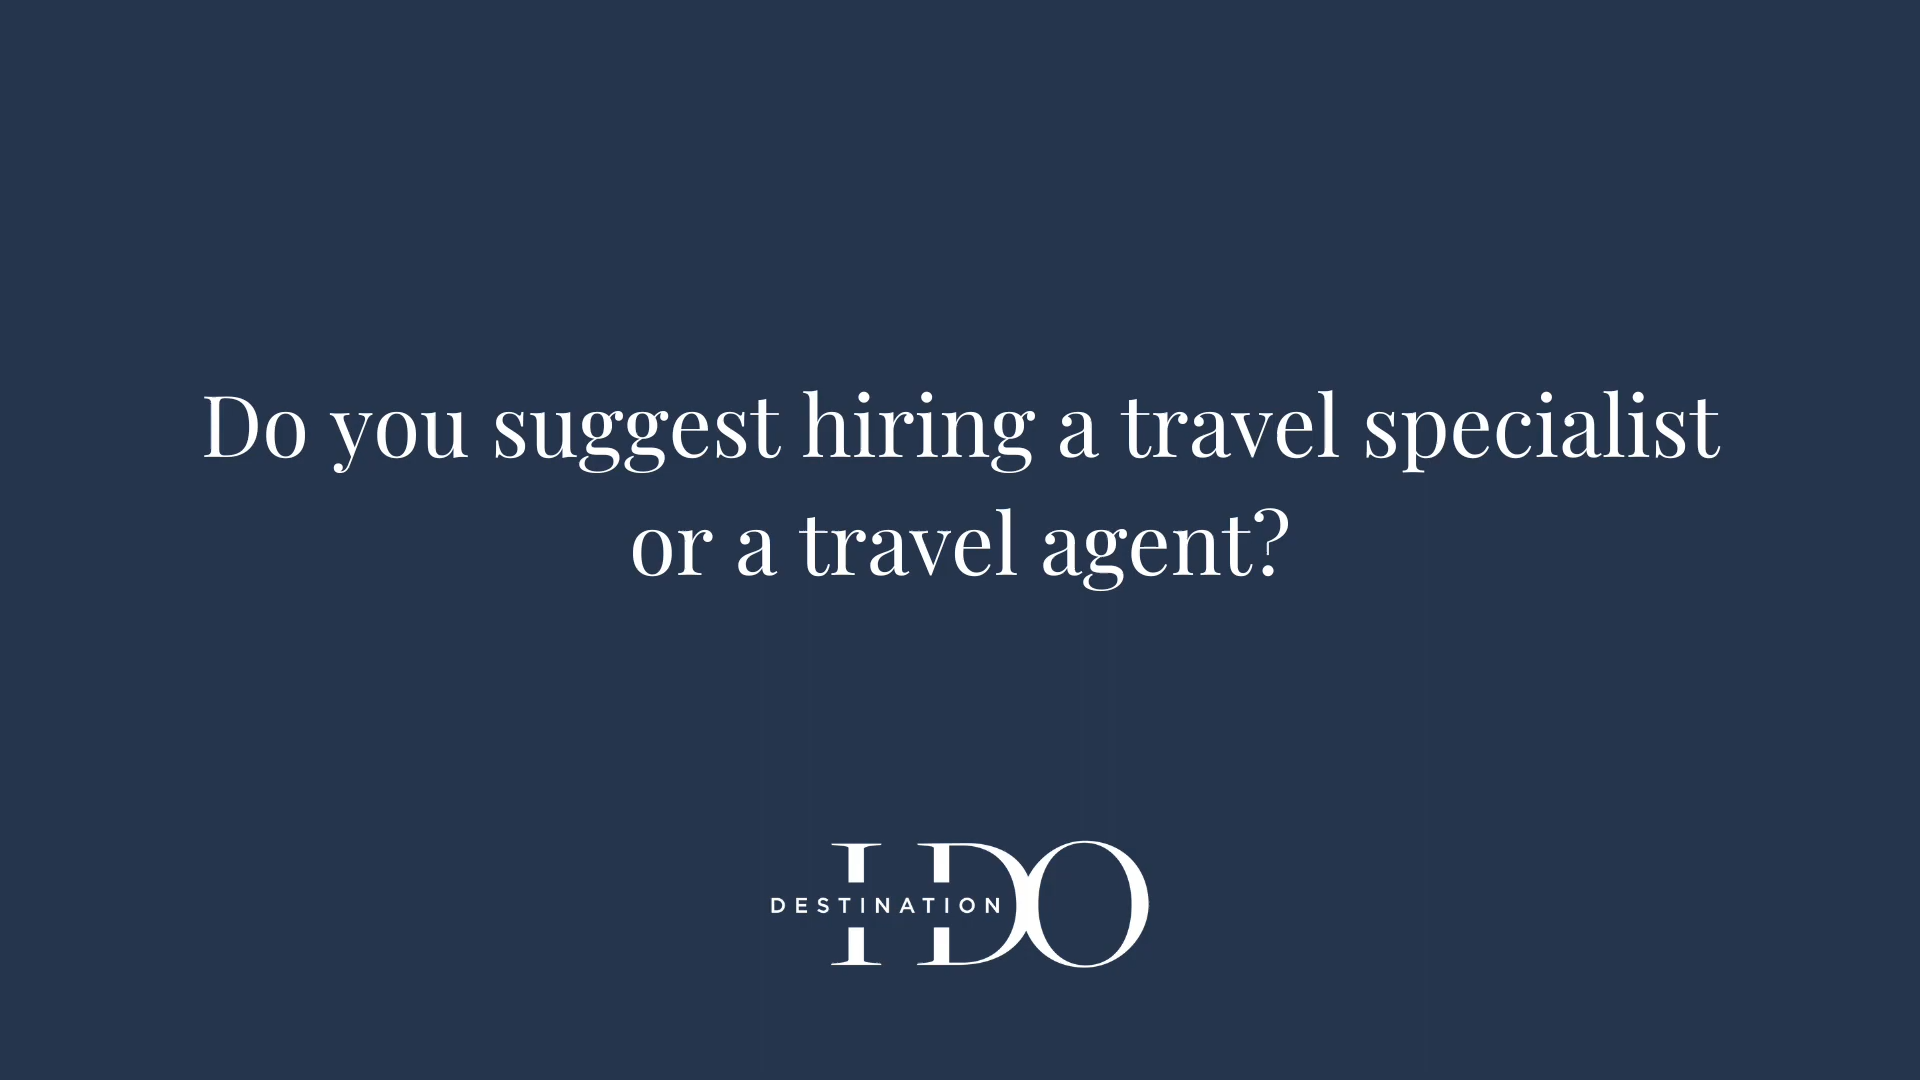 Do you suggest hiring a travel specialist
or a travel agent?
I DO
DESTINATION